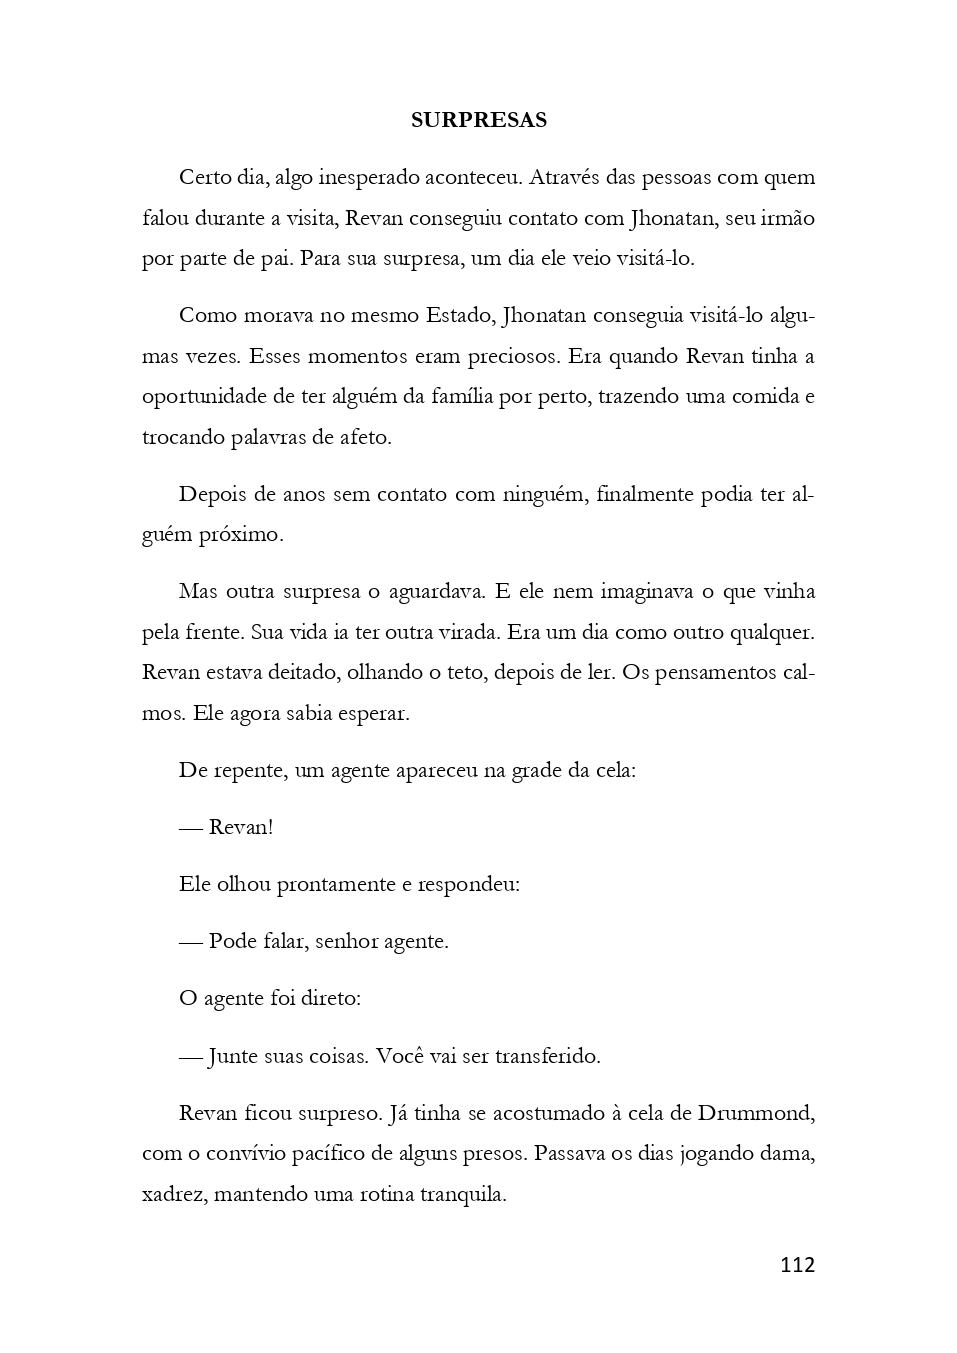 SURPRESAS
Certo dia, algo inesperado aconteceu. Através das pessoas com quem
falou durante a visita, Revan conseguiu contato com Jhonatan, seu irmão
por parte de pai. Para sua surpresa, um dia ele veio visitá-lo.
Como morava no mesmo Estado, Jhonatan conseguia visitá-lo algu-
mas vezes. Esses momentos eram preciosos. Era quando Revan tinha a
oportunidade de ter alguém da família por perto, trazendo uma comida e
trocando palavras de afeto.
Depois de anos sem contato com ninguém, finalmente podia ter al-
guém próximo.
Mas outra surpresa o aguardava. E ele nem imaginava o que vinha
pela frente. Sua vida ia ter outra virada. Era um dia como outro qualquer.
Revan estava deitado, olhando o teto, depois de ler. Os pensamentos cal-
mos. Ele agora sabia esperar.
De repente, um agente apareceu na grade da cela:
— Revan!
Ele olhou prontamente e respondeu:
— Pode falar, senhor agente.
O agente foi direto:
— Junte suas coisas. Você vai ser transferido.
Revan ficou surpreso. Já tinha se acostumado à cela de Drummond,
com o convívio pacífico de alguns presos. Passava os dias jogando dama,
xadrez, mantendo uma rotina tranquila.
112